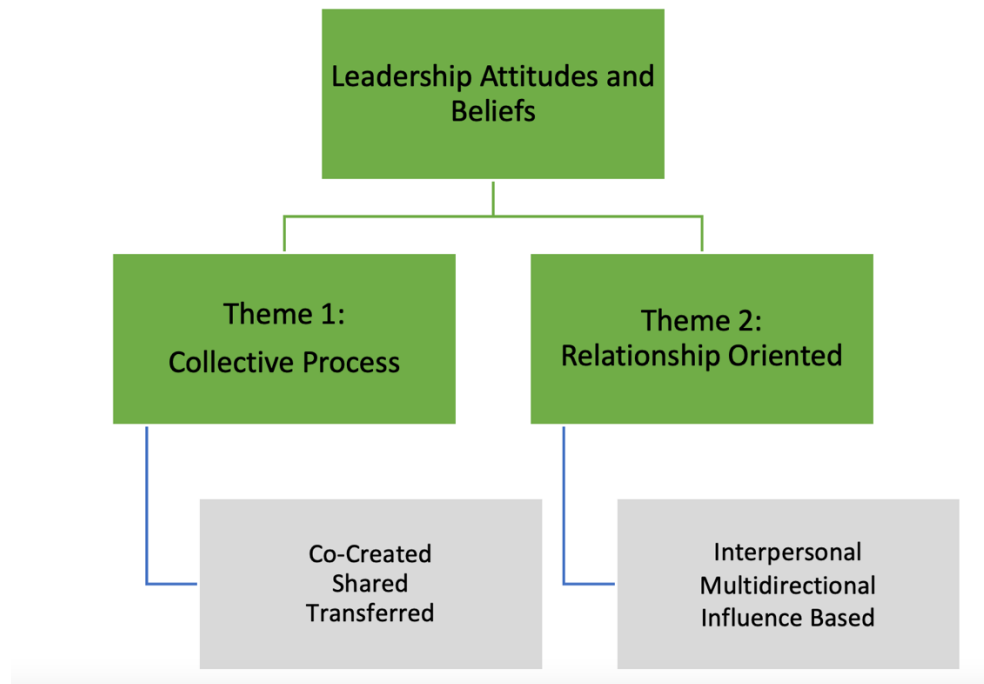 Leadership Attitudes and
Beliefs
Theme 1:
Collective Process
Theme 2:
Relationship Oriented
Co-Created
Shared
Transferred
Interpersonal
Multidirectional
Influence Based